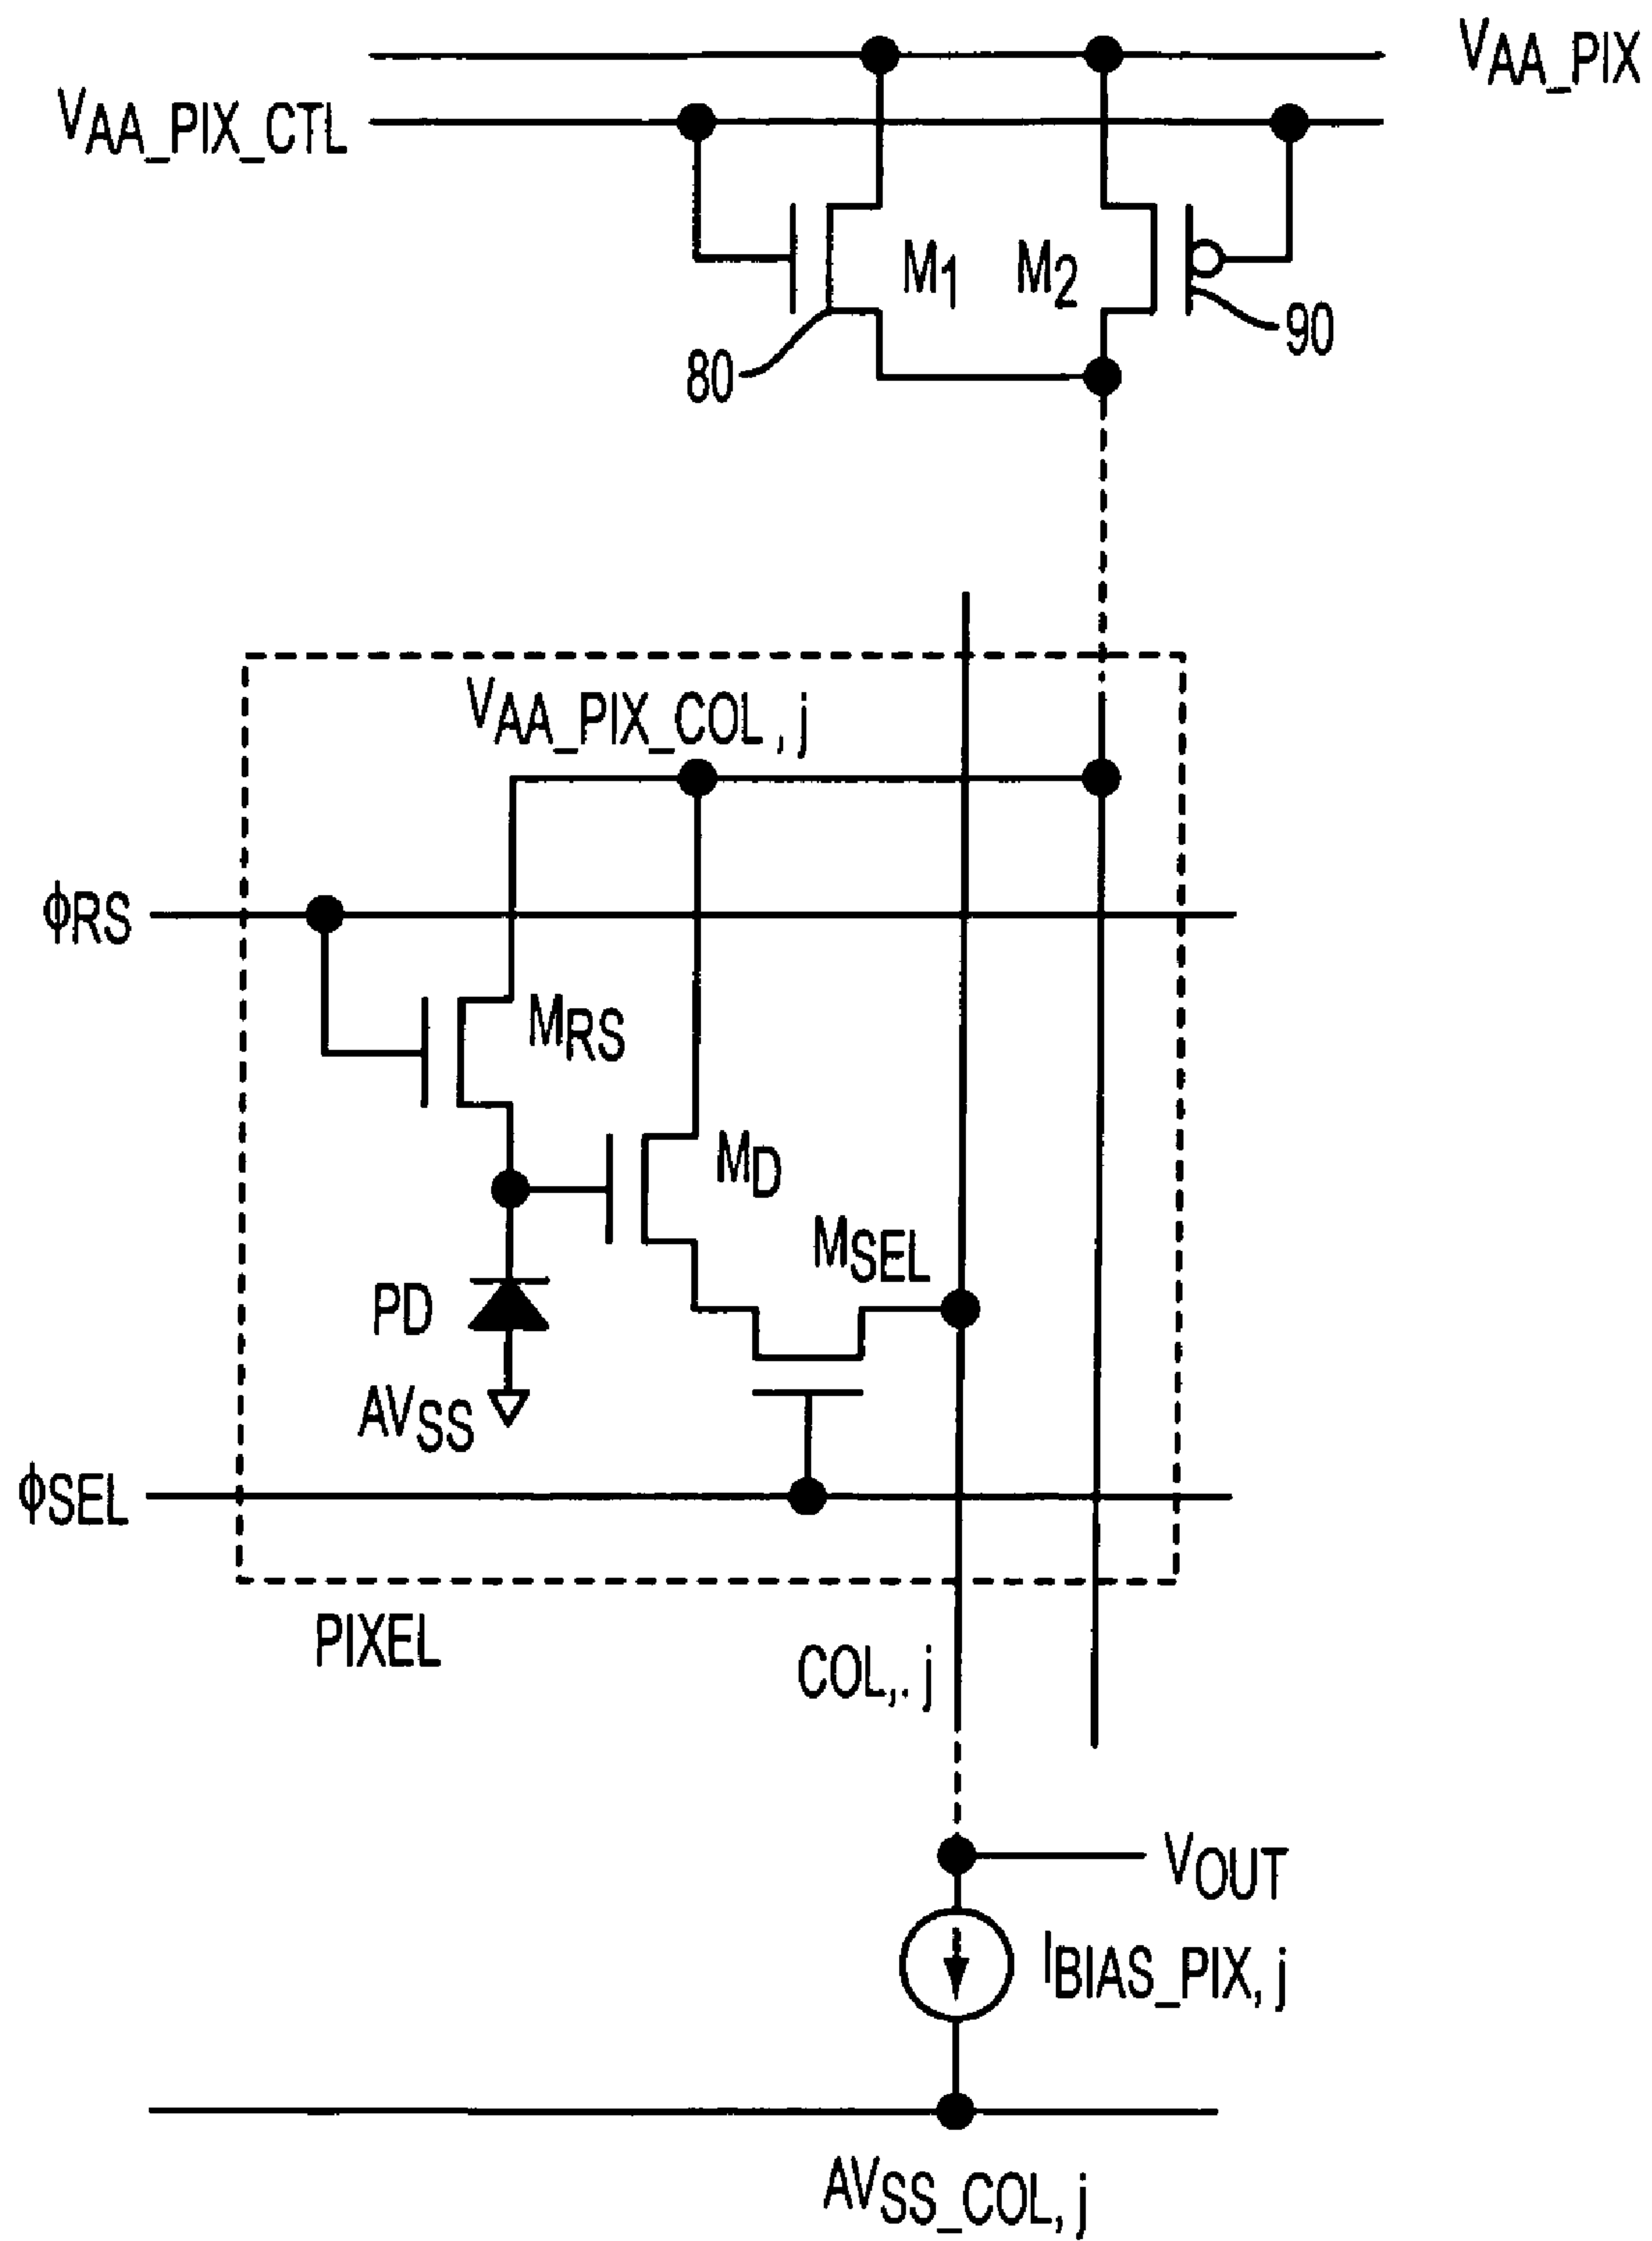 VAA_PIX
VAA_PIX_CTL
M1
M2
80
90
VAA_PIX_COL, j
ϕRS
MRS
MD
MSEL
PD
AVSS
ϕSEL
PIXEL
COL,. j
VOUT
IBIAS_PIX, j
AVSS_COL, j